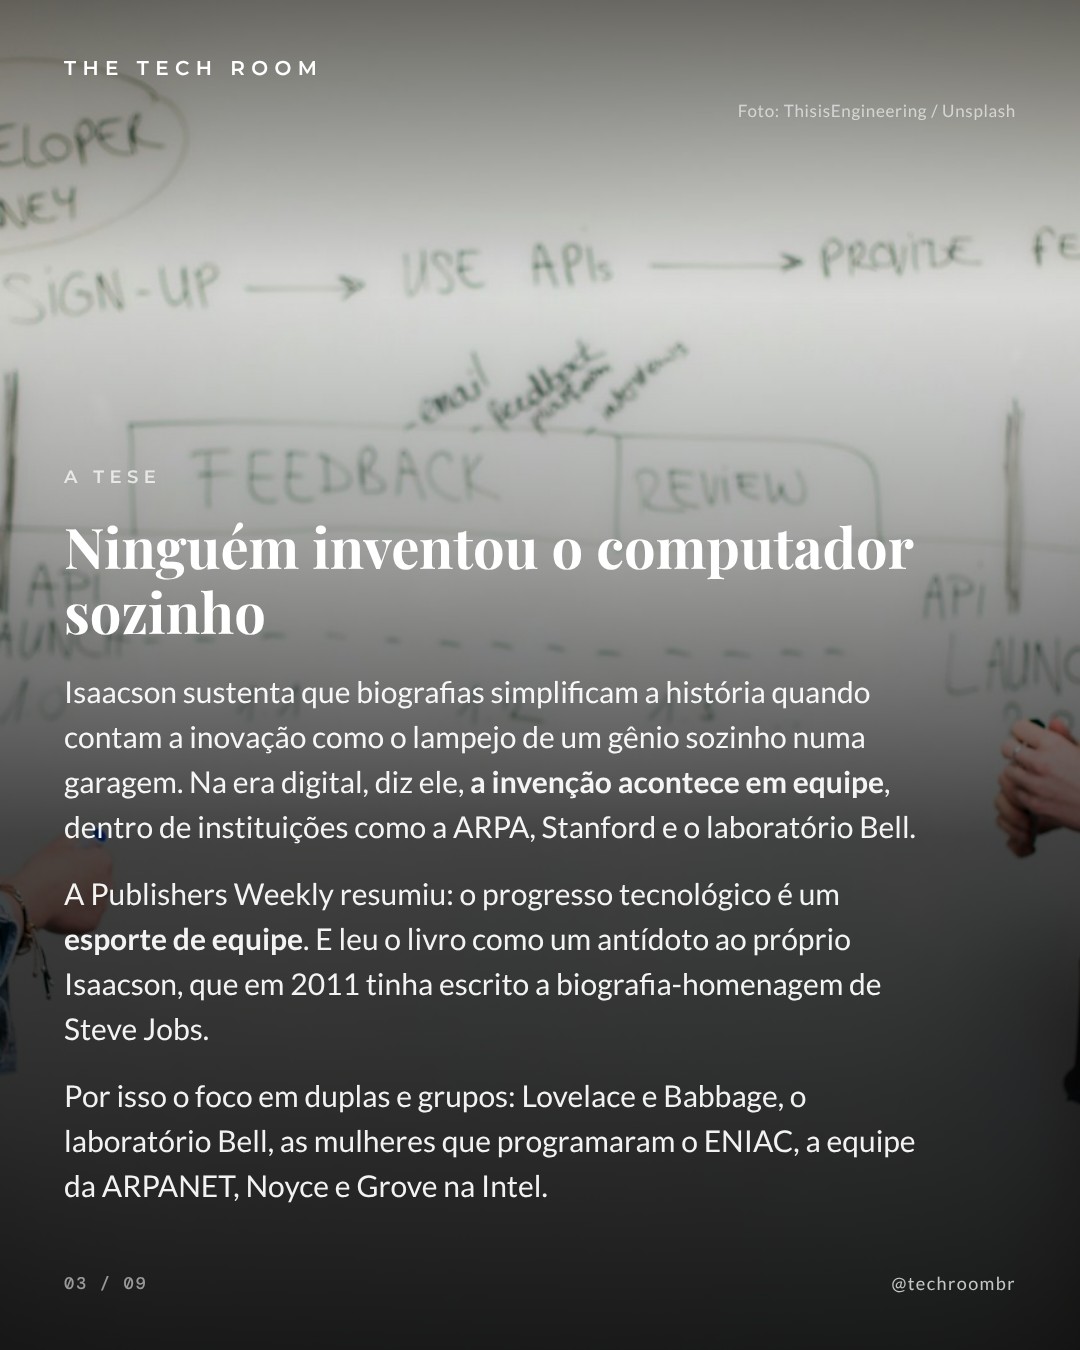 THE TECH ROOM
Foto: ThisisEngineering / Unsplash
ELOPER
NEY
SiGN-UP → USE APIs → PROVIDE FE
- email
- feedback
platform
- interviews
FEEDBACK
REVIEW
A TESE
Ninguém inventou o computador
sozinho
API
AUNCH
API
LAUNC
Isaacson sustenta que biografias simplificam a história quando
contam a inovação como o lampejo de um gênio sozinho numa
garagem. Na era digital, diz ele, a invenção acontece em equipe,
dentro de instituições como a ARPA, Stanford e o laboratório Bell.
A Publishers Weekly resumiu: o progresso tecnológico é um
esporte de equipe. E leu o livro como um antídoto ao próprio
Isaacson, que em 2011 tinha escrito a biografia-homenagem de
Steve Jobs.
Por isso o foco em duplas e grupos: Lovelace e Babbage, o
laboratório Bell, as mulheres que programaram o ENIAC, a equipe
da ARPANET, Noyce e Grove na Intel.
03 / 09
@techroombr